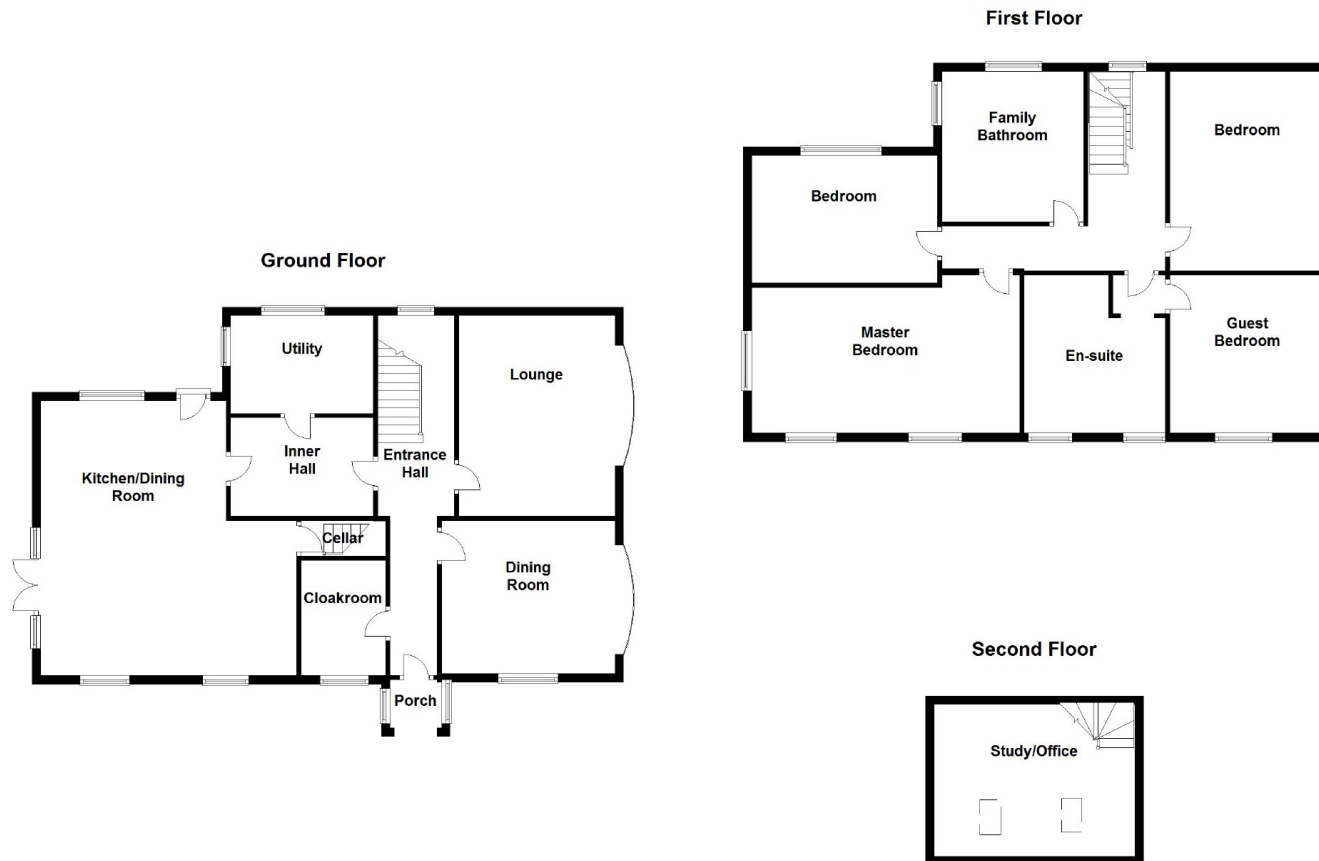 First Floor
Family
Bathroom
Bedroom
Bedroom
Master
Bedroom
En-suite
Guest
Bedroom
Ground Floor
Utility
Lounge
Inner
Hall
Entrance
Hall
Kitchen/Dining
Room
Cellar
Cloakroom
Dining
Room
Porch
Second Floor
Study/Office